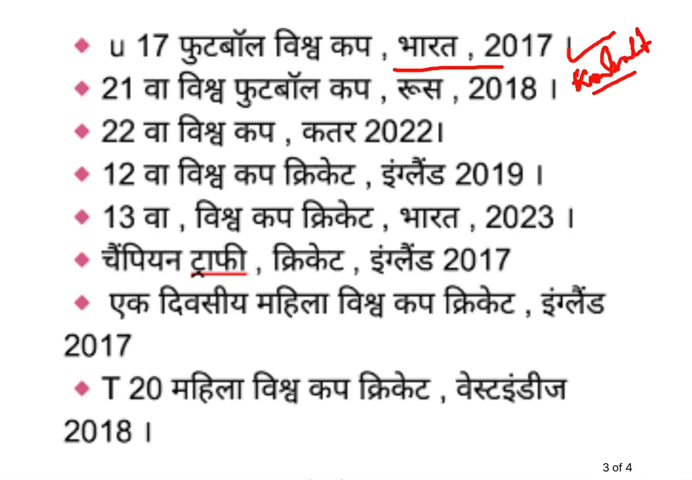 ◆ u 17 फुटबॉल विश्व कप , भारत , 2017 ।
◆ 21 वा विश्व फुटबॉल कप , रूस , 2018 ।
◆ 22 वा विश्व कप , कतर 2022।
◆ 12 वा विश्व कप क्रिकेट , इंग्लैंड 2019 ।
◆ 13 वा , विश्व कप क्रिकेट , भारत , 2023 ।
◆ चैंपियन ट्राफी , क्रिकेट , इंग्लैंड 2017
◆ एक दिवसीय महिला विश्व कप क्रिकेट , इंग्लैंड
2017
◆ T 20 महिला विश्व कप क्रिकेट , वेस्टइंडीज
2018 ।
3 of 4